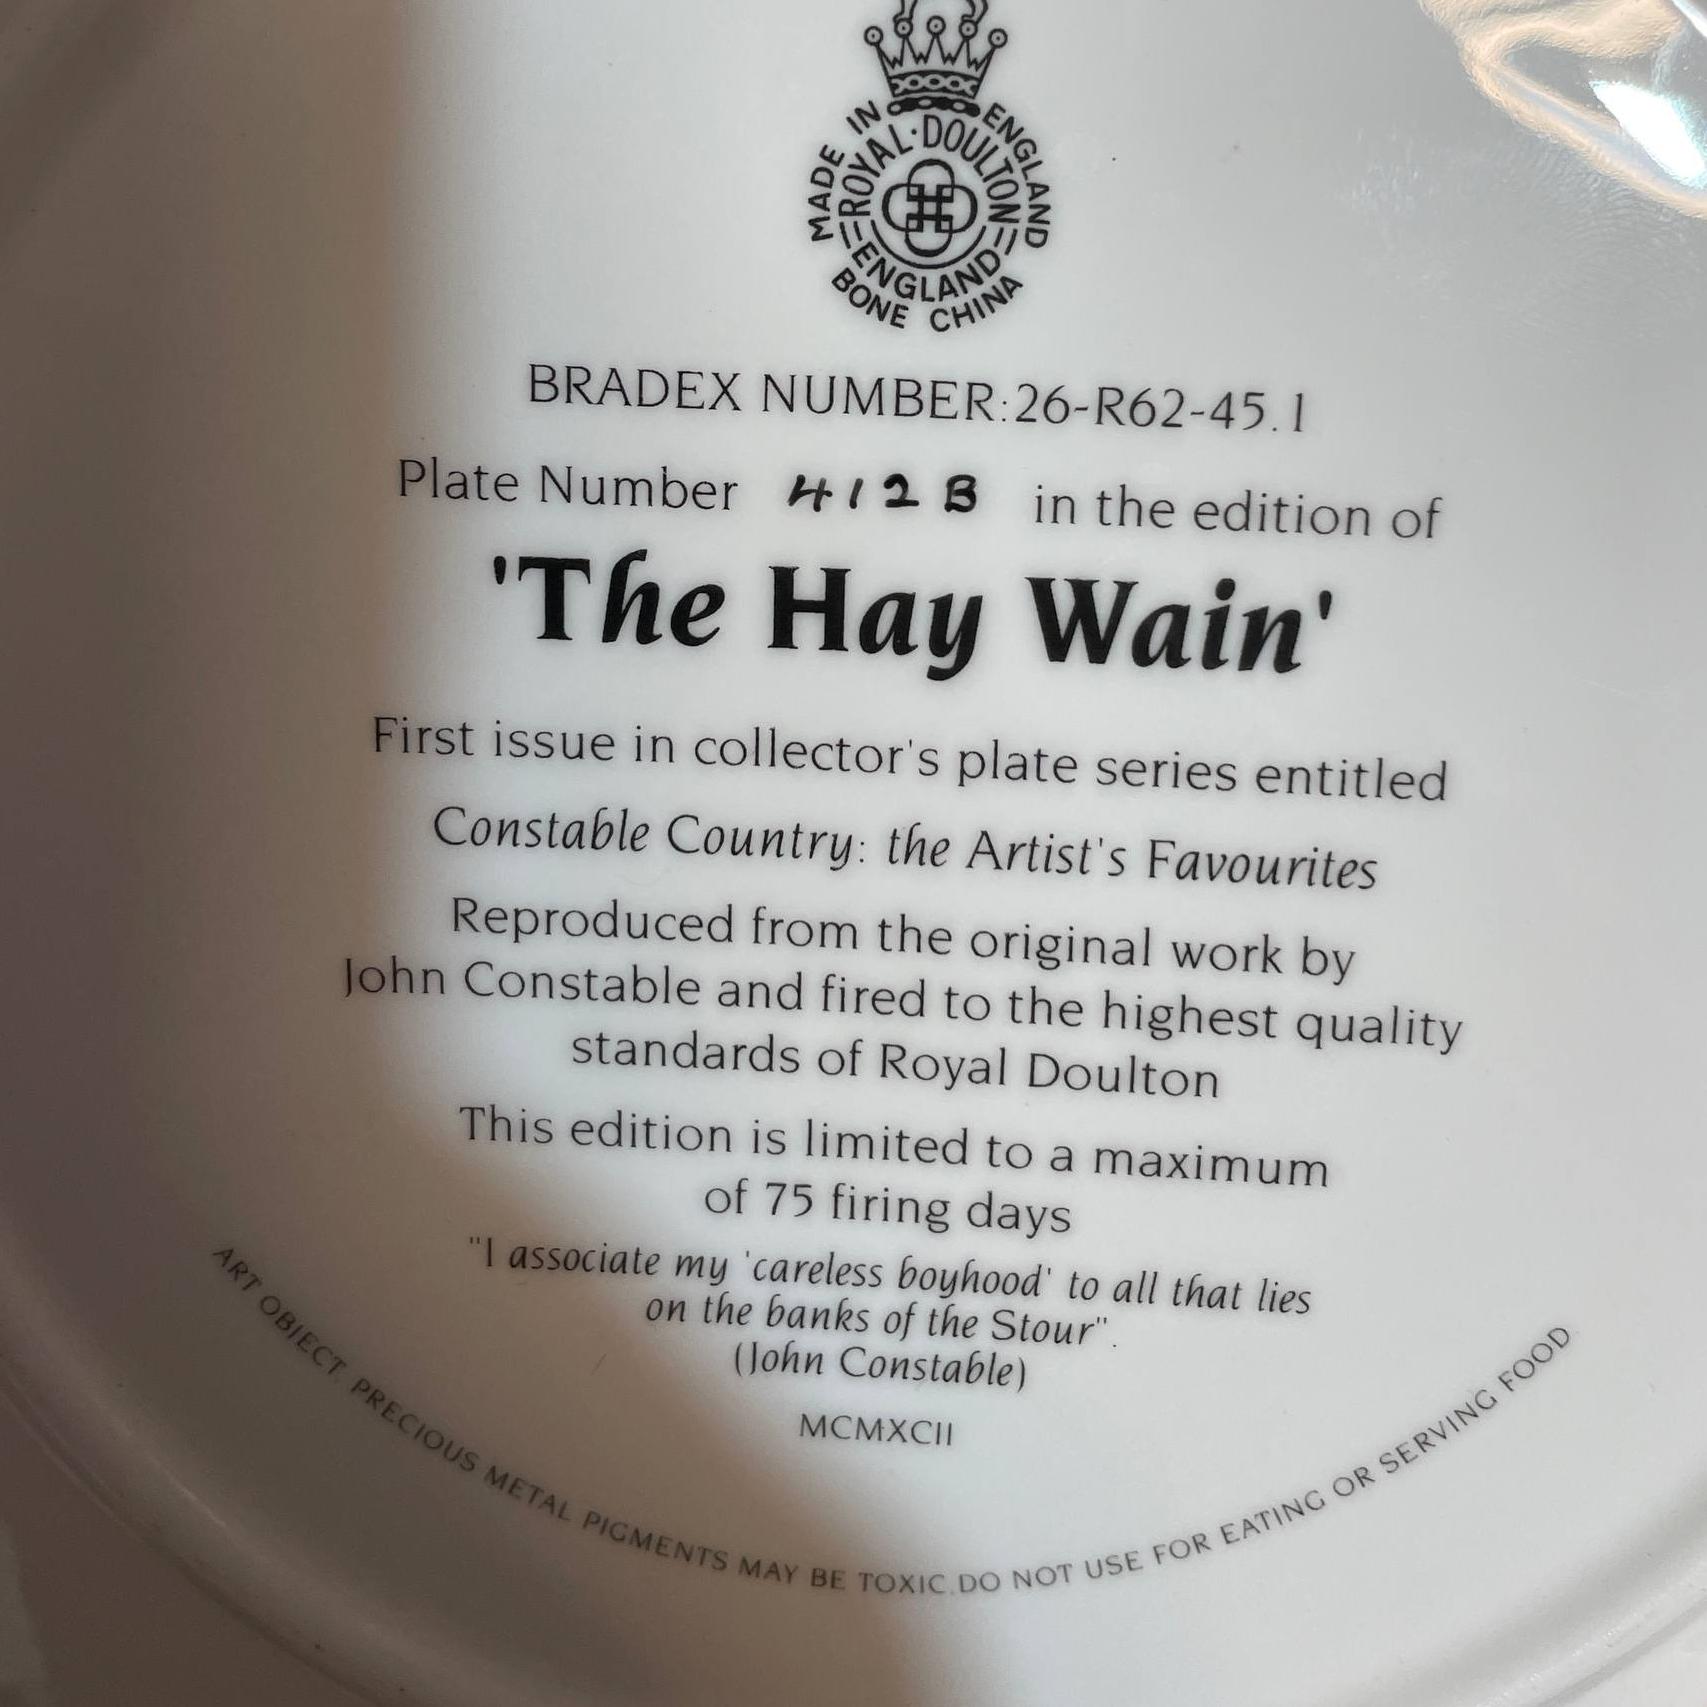 MADE IN ENGLAND
ROYAL·DOULTON
ENGLAND
BONE CHINA
BRADEX NUMBER:26-R62-45.1
Plate Number 412B in the edition of
'The Hay Wain'
First issue in collector's plate series entitled
Constable Country: the Artist's Favourites
Reproduced from the original work by
John Constable and fired to the highest quality
standards of Royal Doulton
This edition is limited to a maximum
of 75 firing days
"I associate my 'careless boyhood' to all that lies
on the banks of the Stour".
(John Constable)
MCMXCII
ART OBJECT. PRECIOUS METAL PIGMENTS MAY BE TOXIC.DO NOT USE FOR EATING OR SERVING FOOD